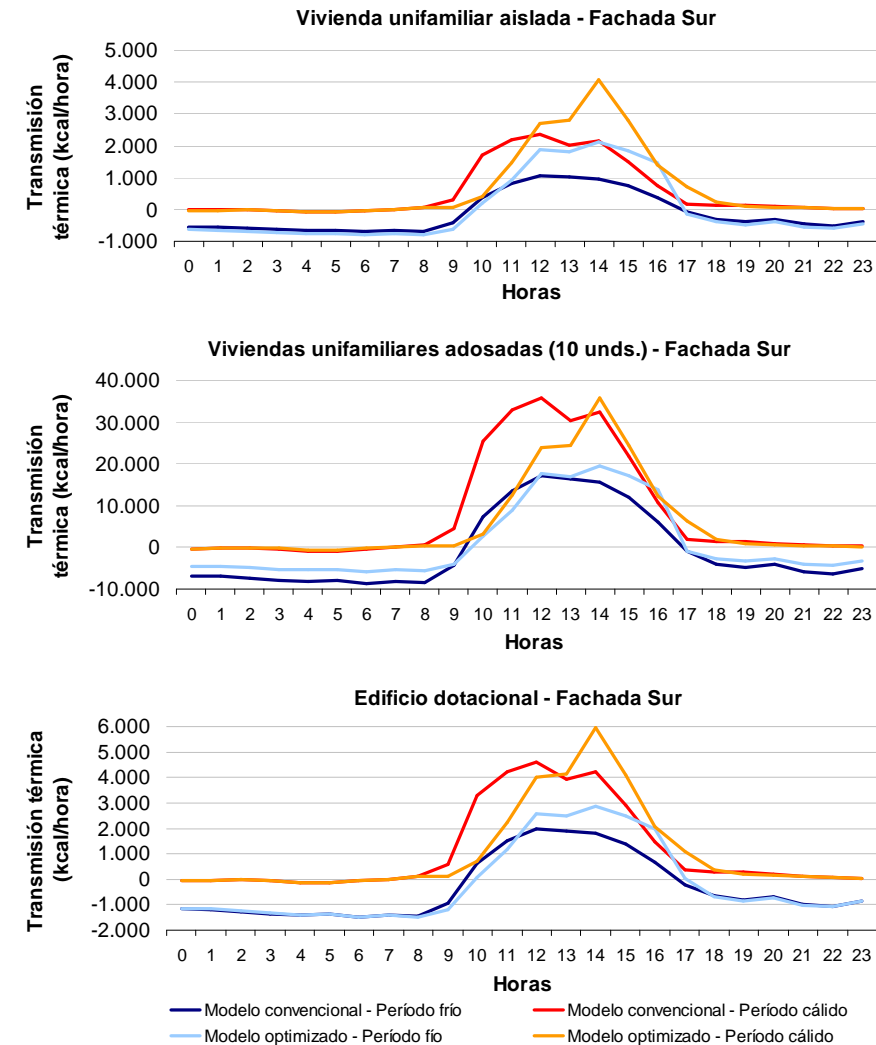 Vivienda unifamiliar aislada - Fachada Sur
Transmisión
térmica (kcal/hora)
5.000
4.000
3.000
2.000
1.000
0
-1.000
0 1 2 3 4 5 6 7 8 9 10 11 12 13 14 15 16 17 18 19 20 21 22 23
Horas
Viviendas unifamiliares adosadas (10 unds.) - Fachada Sur
Transmisión
térmica (kcal/hora)
40.000
30.000
20.000
10.000
0
-10.000
0 1 2 3 4 5 6 7 8 9 10 11 12 13 14 15 16 17 18 19 20 21 22 23
Horas
Edificio dotacional - Fachada Sur
Transmisión térmica
(kcal/hora)
6.000
5.000
4.000
3.000
2.000
1.000
0
-1.000
-2.000
0 1 2 3 4 5 6 7 8 9 10 11 12 13 14 15 16 17 18 19 20 21 22 23
Horas
Modelo convencional - Período frío
Modelo convencional - Período cálido
Modelo optimizado - Período fío
Modelo optimizado - Período cálido